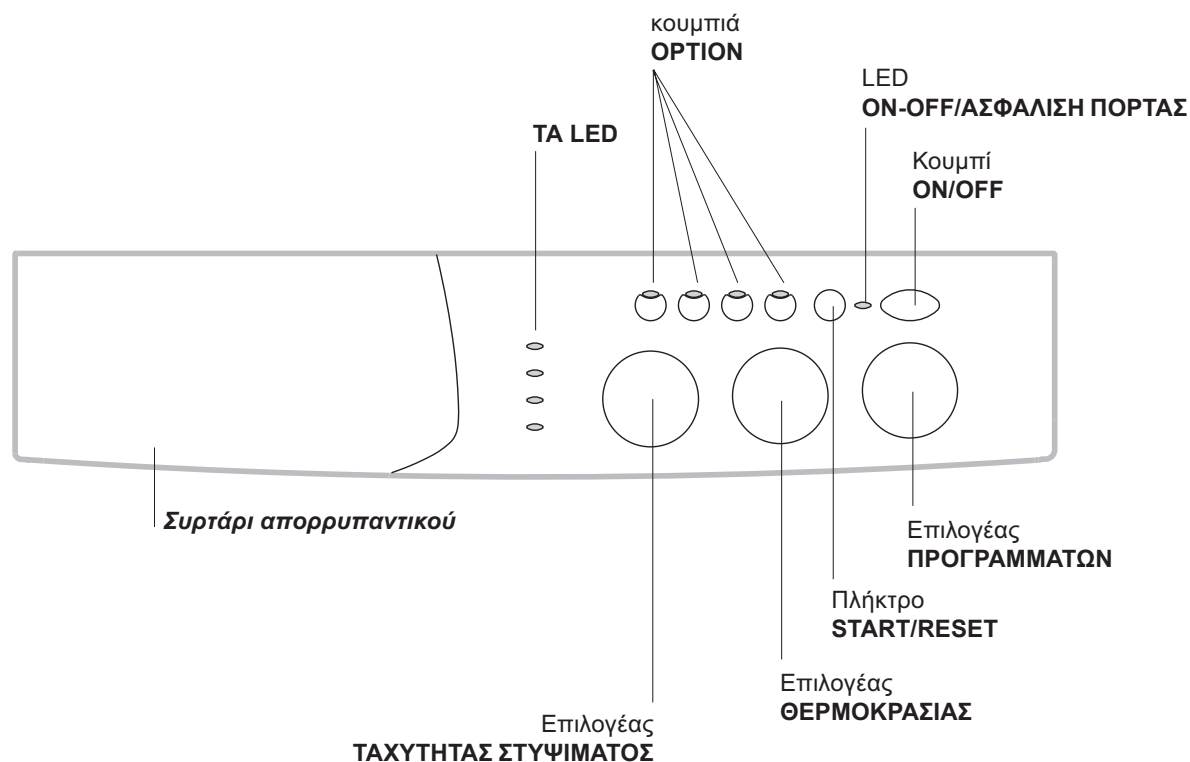 κουμπιά
OPTION
LED
ON-OFF/ΑΣΦΑΛΙΣΗ ΠΟΡΤΑΣ
ΤΑ LED
Κουμπί
ON/OFF
Συρτάρι απορρυπαντικού
Επιλογέας
ΠΡΟΓΡΑΜΜΑΤΩΝ
Πλήκτρο
START/RESET
Επιλογέας
ΘΕΡΜΟΚΡΑΣΙΑΣ
Επιλογέας
ΤΑΧΥΤΗΤΑΣ ΣΤΥΨΙΜΑΤΟΣ